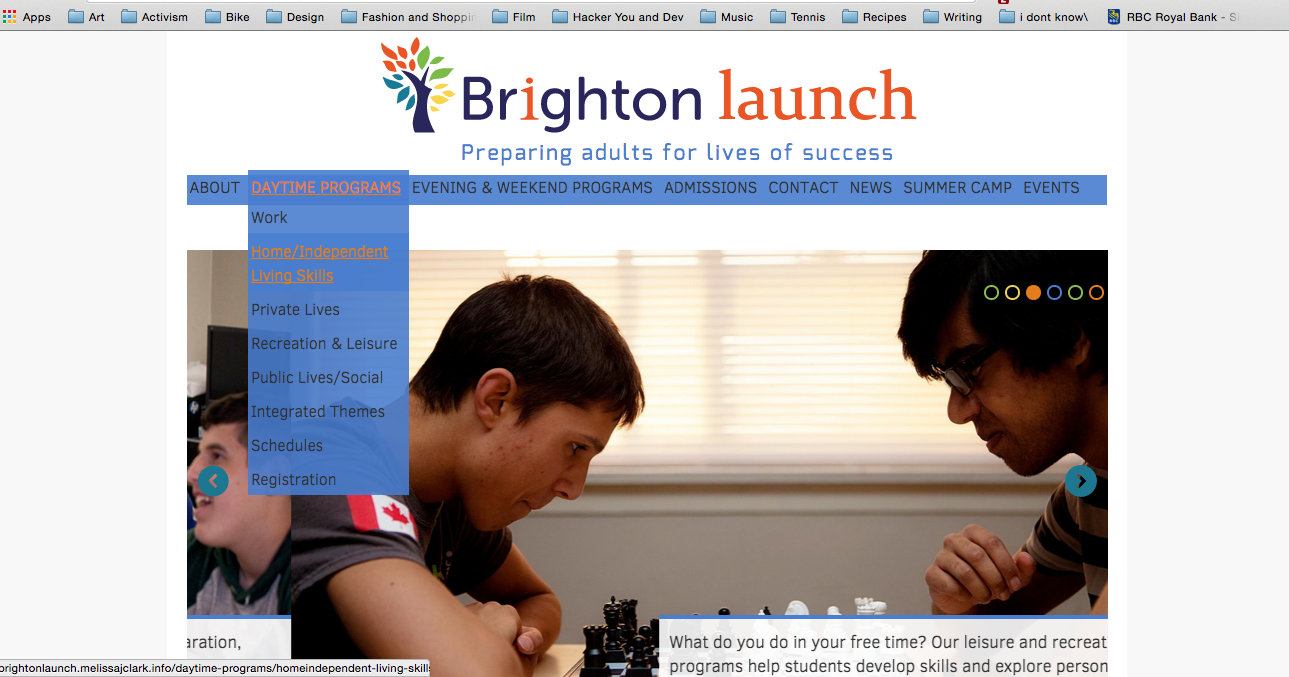 Apps Art Activism Bike Design Fashion and Shoppin Film Hacker You and Dev Music Tennis Recipes Writing i dont know\ RBC Royal Bank - Si
Brighton launch
Preparing adults for lives of success
ABOUT DAYTIME PROGRAMS EVENING & WEEKEND PROGRAMS ADMISSIONS CONTACT NEWS SUMMER CAMP EVENTS
Work
Home/Independent
Living Skills
Private Lives
Recreation & Leisure
Public Lives/Social
Integrated Themes
Schedules
Registration
aration,
What do you do in your free time? Our leisure and recreat
programs help students develop skills and explore person
brightonlaunch.melissajclark.info/daytime-programs/homeindependent-living-skills